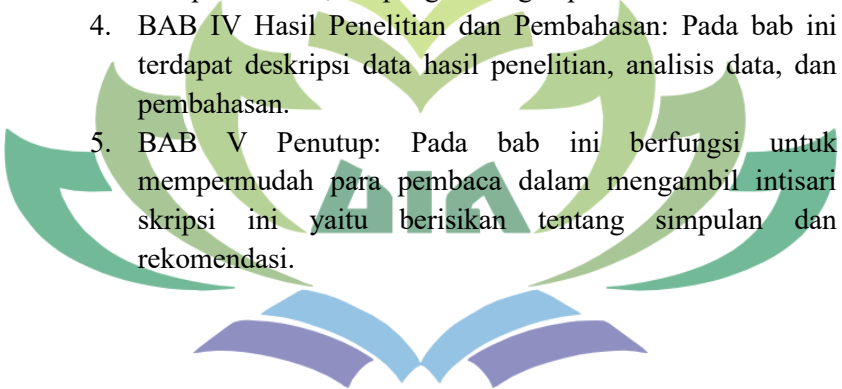 4. BAB IV Hasil Penelitian dan Pembahasan: Pada bab ini
terdapat deskripsi data hasil penelitian, analisis data, dan
pembahasan.
5. BAB V Penutup: Pada bab ini berfungsi untuk
mempermudah para pembaca dalam mengambil intisari
skripsi ini yaitu berisikan tentang simpulan dan
rekomendasi.